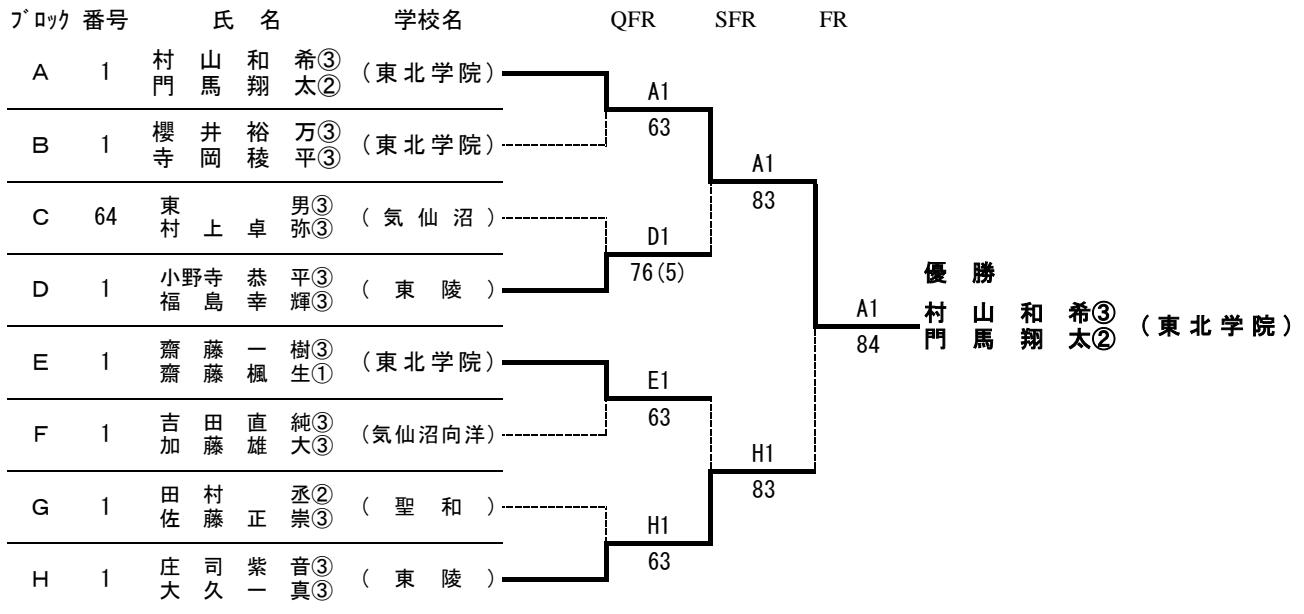 ブロック 番号 氏 名 学校名 QFR SFR FR
A 1 村 山 和 希③ (東北学院)
門 馬 翔 太②
A1
63
B 1 櫻 井 裕 万③ (東北学院)
寺 岡 稜 平③
A1
83
C 64 東 男③ (気仙沼)
村 上 卓 弥③
D1
76(5)
D 1 小野寺 恭 平③ (東 陵)
福 島 幸 輝③
A1
84
優 勝
村 山 和 希③ (東北学院)
門 馬 翔 太②
E 1 齋 藤 一 樹③ (東北学院)
齋 藤 楓 生①
E1
63
F 1 吉 田 直 純③ (気仙沼向洋)
加 藤 雄 大③
H1
83
G 1 田 村 丞② (聖 和)
佐 藤 正 崇③
H1
63
H 1 庄 司 紫 音③ (東 陵)
大 久 一 真③